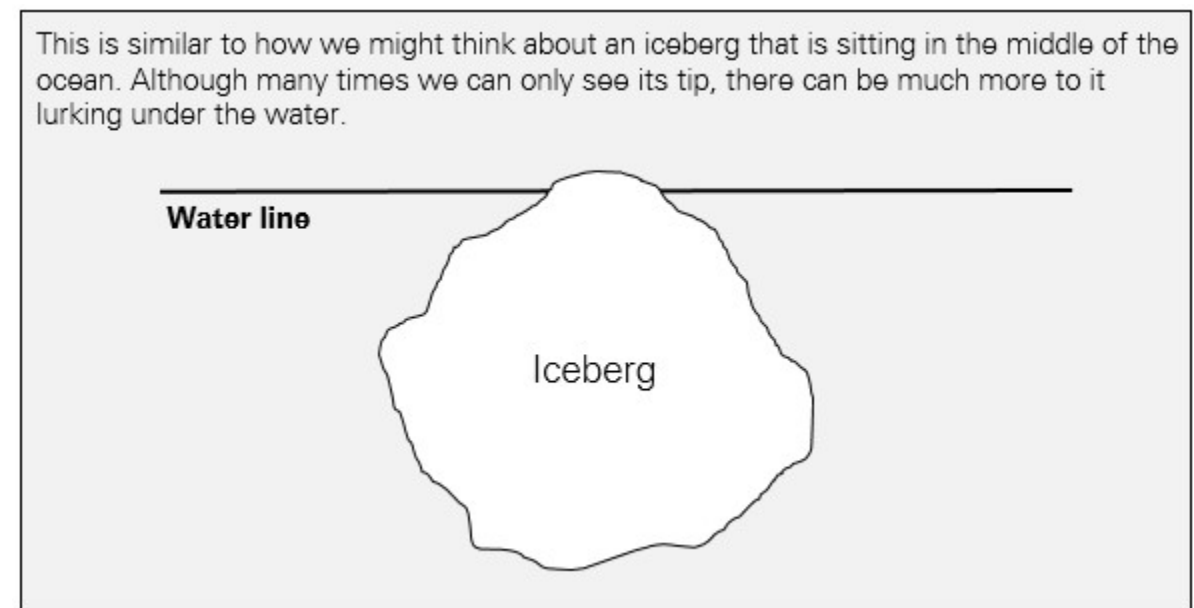 This is similar to how we might think about an iceberg that is sitting in the middle of the
ocean. Although many times we can only see its tip, there can be much more to it
lurking under the water.
Water line
Iceberg